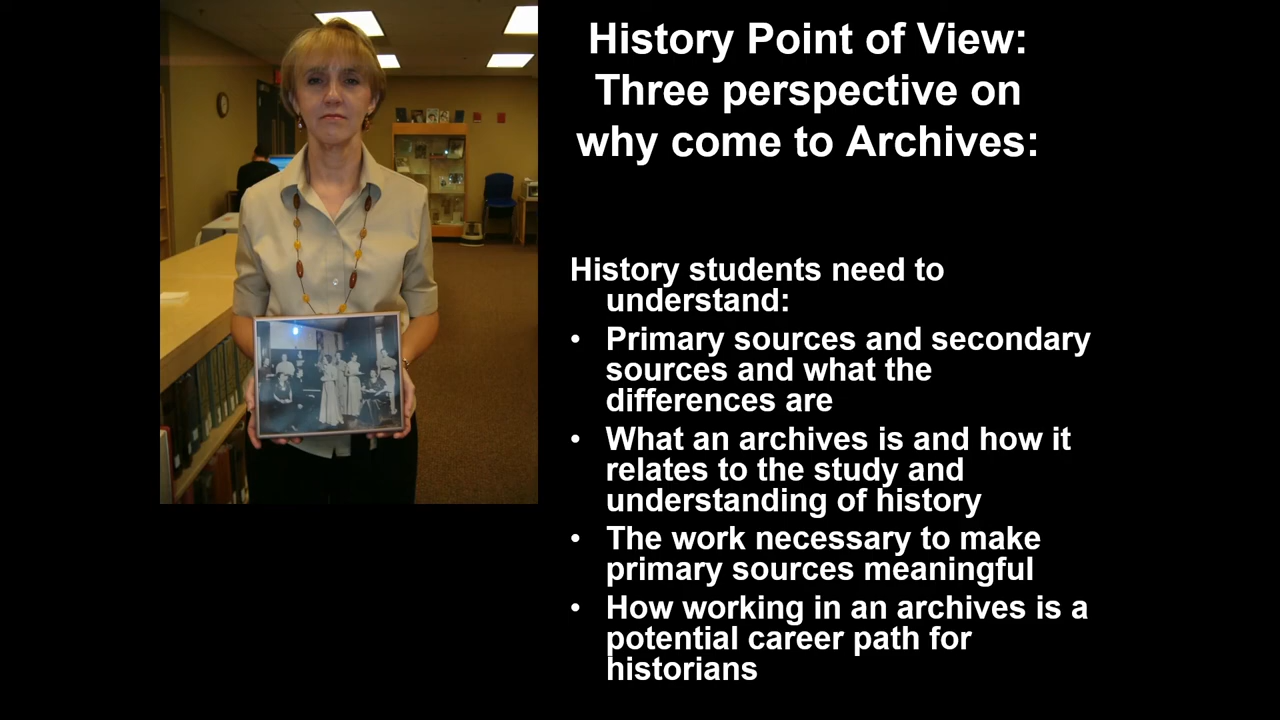 History Point of View:
Three perspective on
why come to Archives:
History students need to
understand:
• Primary sources and secondary
sources and what the
differences are
• What an archives is and how it
relates to the study and
understanding of history
• The work necessary to make
primary sources meaningful
• How working in an archives is a
potential career path for
historians